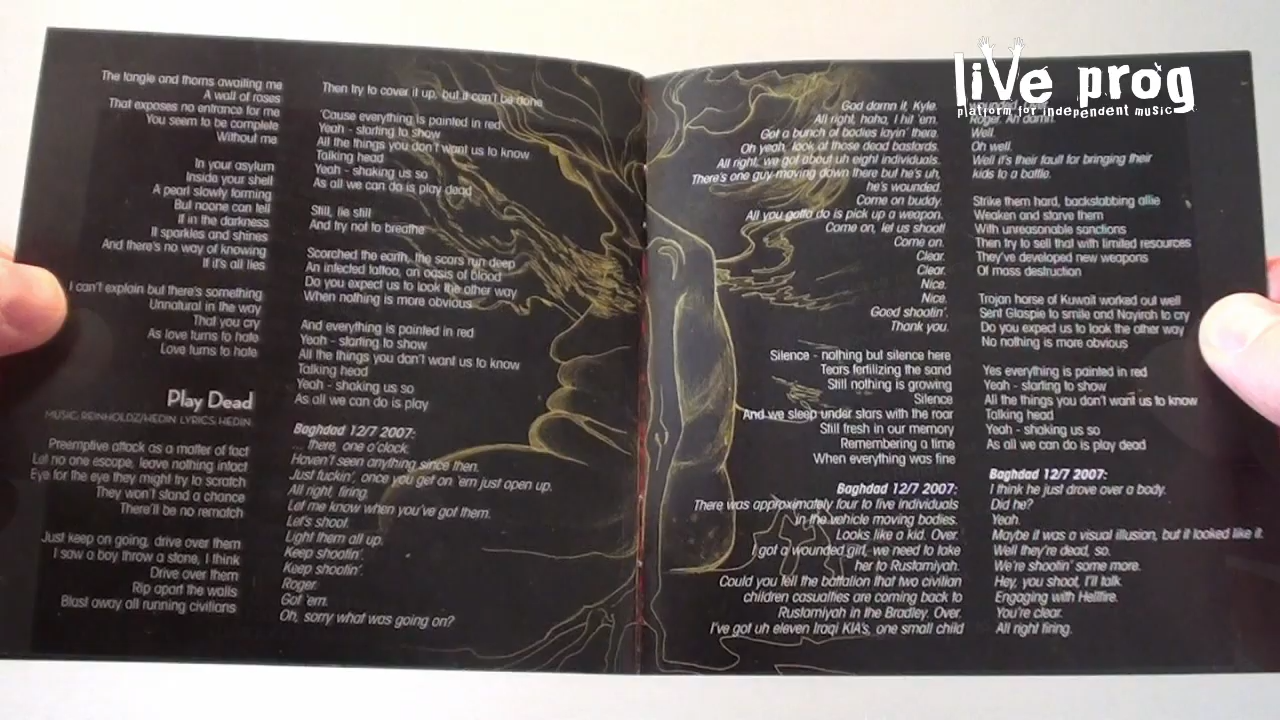 The tangle and thorns awaiting me
A wall of roses
That exposes no entrance for me
You seem to be complete
Without me
In your asylum
Inside your shell
A pearl slowly forming
But noone can tell
If in the darkness
It sparkles and shines
And there's no way of knowing
If it's all lies
I can't explain but there's something
Unnatural in the way
That you cry
As love turns to hate
Love turns to hate
Play Dead
MUSIC: REINHOLDZ/HEDIN. LYRICS: HEDIN.
Preemptive attack as a matter of fact
Let no one escape, leave nothing intact
Eye for the eye they might try to scratch
They won't stand a chance
There'll be no rematch
Just keep on going, drive over them
I saw a boy throw a stone, I think
Drive over them
Rip apart the walls
Blast away all running civilians
Then try to cover it up, but it can't be done
'Cause everything is painted in red
Yeah - starting to show
All the things you don't want us to know
Talking head
Yeah - shaking us so
As all we can do is play dead
Still, lie still
And try not to breathe
Scorched the earth, the scars run deep
An infected tattoo, an oasis of blood
Do you expect us to look the other way
When nothing is more obvious
And everything is painted in red
Yeah - starting to show
All the things you don't want us to know
Talking head
Yeah - shaking us so
As all we can do is play dead
Baghdad 12/7 2007:
... there, one o'clock.
Haven't seen anything since then.
Just fuckin', once you get on 'em just open up.
All right, firing.
Let me know when you've got them.
Let's shoot.
Light them all up.
Keep shootin'.
Keep shootin'.
Roger.
Got 'em.
Oh, sorry what was going on?
God damn it, Kyle.
All right, haha, I hit 'em.
Got a bunch of bodies layin' there.
Oh yeah, look at those dead bastards.
All right, we got about uh eight individuals.
There's one guy moving down there but he's uh,
he's wounded.
Come on buddy.
All you gotta do is pick up a weapon.
Come on, let us shoot!
Come on.
Clear.
Clear.
Nice.
Nice.
Good shootin'.
Thank you.
Silence - nothing but silence here
Tears fertilizing the sand
Still nothing is growing
Silence
And we sleep under stars with the roar
Still fresh in our memory
Remembering a time
When everything was fine
Baghdad 12/7 2007:
There was approximately four to five individuals
in the vehicle moving bodies.
Looks like a kid. Over.
I got a wounded girl, we need to take
her to Rustamiyah.
Could you tell the battalion that two civilian
children casualties are coming back to
Rustamiyah in the Bradley. Over.
I've got uh eleven Iraqi KIA's, one small child
live prog
platform for independent music
wounded
Roger. Ah damn.
Well.
Oh well.
Well it's their fault for bringing their
kids to a battle.
Strike them hard, backstabbing allie
Weaken and starve them
With unreasonable sanctions
Then try to sell that with limited resources
They've developed new weapons
Of mass destruction
Trojan horse of Kuwait worked out well
Sent Glaspie to smile and Nayirah to cry
Do you expect us to look the other way
No nothing is more obvious
Yes everything is painted in red
Yeah - starting to show
All the things you don't want us to know
Talking head
Yeah - shaking us so
As all we can do is play dead
Baghdad 12/7 2007:
I think he just drove over a body.
Did he?
Yeah.
Maybe it was a visual illusion, but it looked like it.
Well they're dead, so.
We're shootin' some more.
Hey, you shoot, I'll talk.
Engaging with Hellfire.
You're clear.
All right firing.